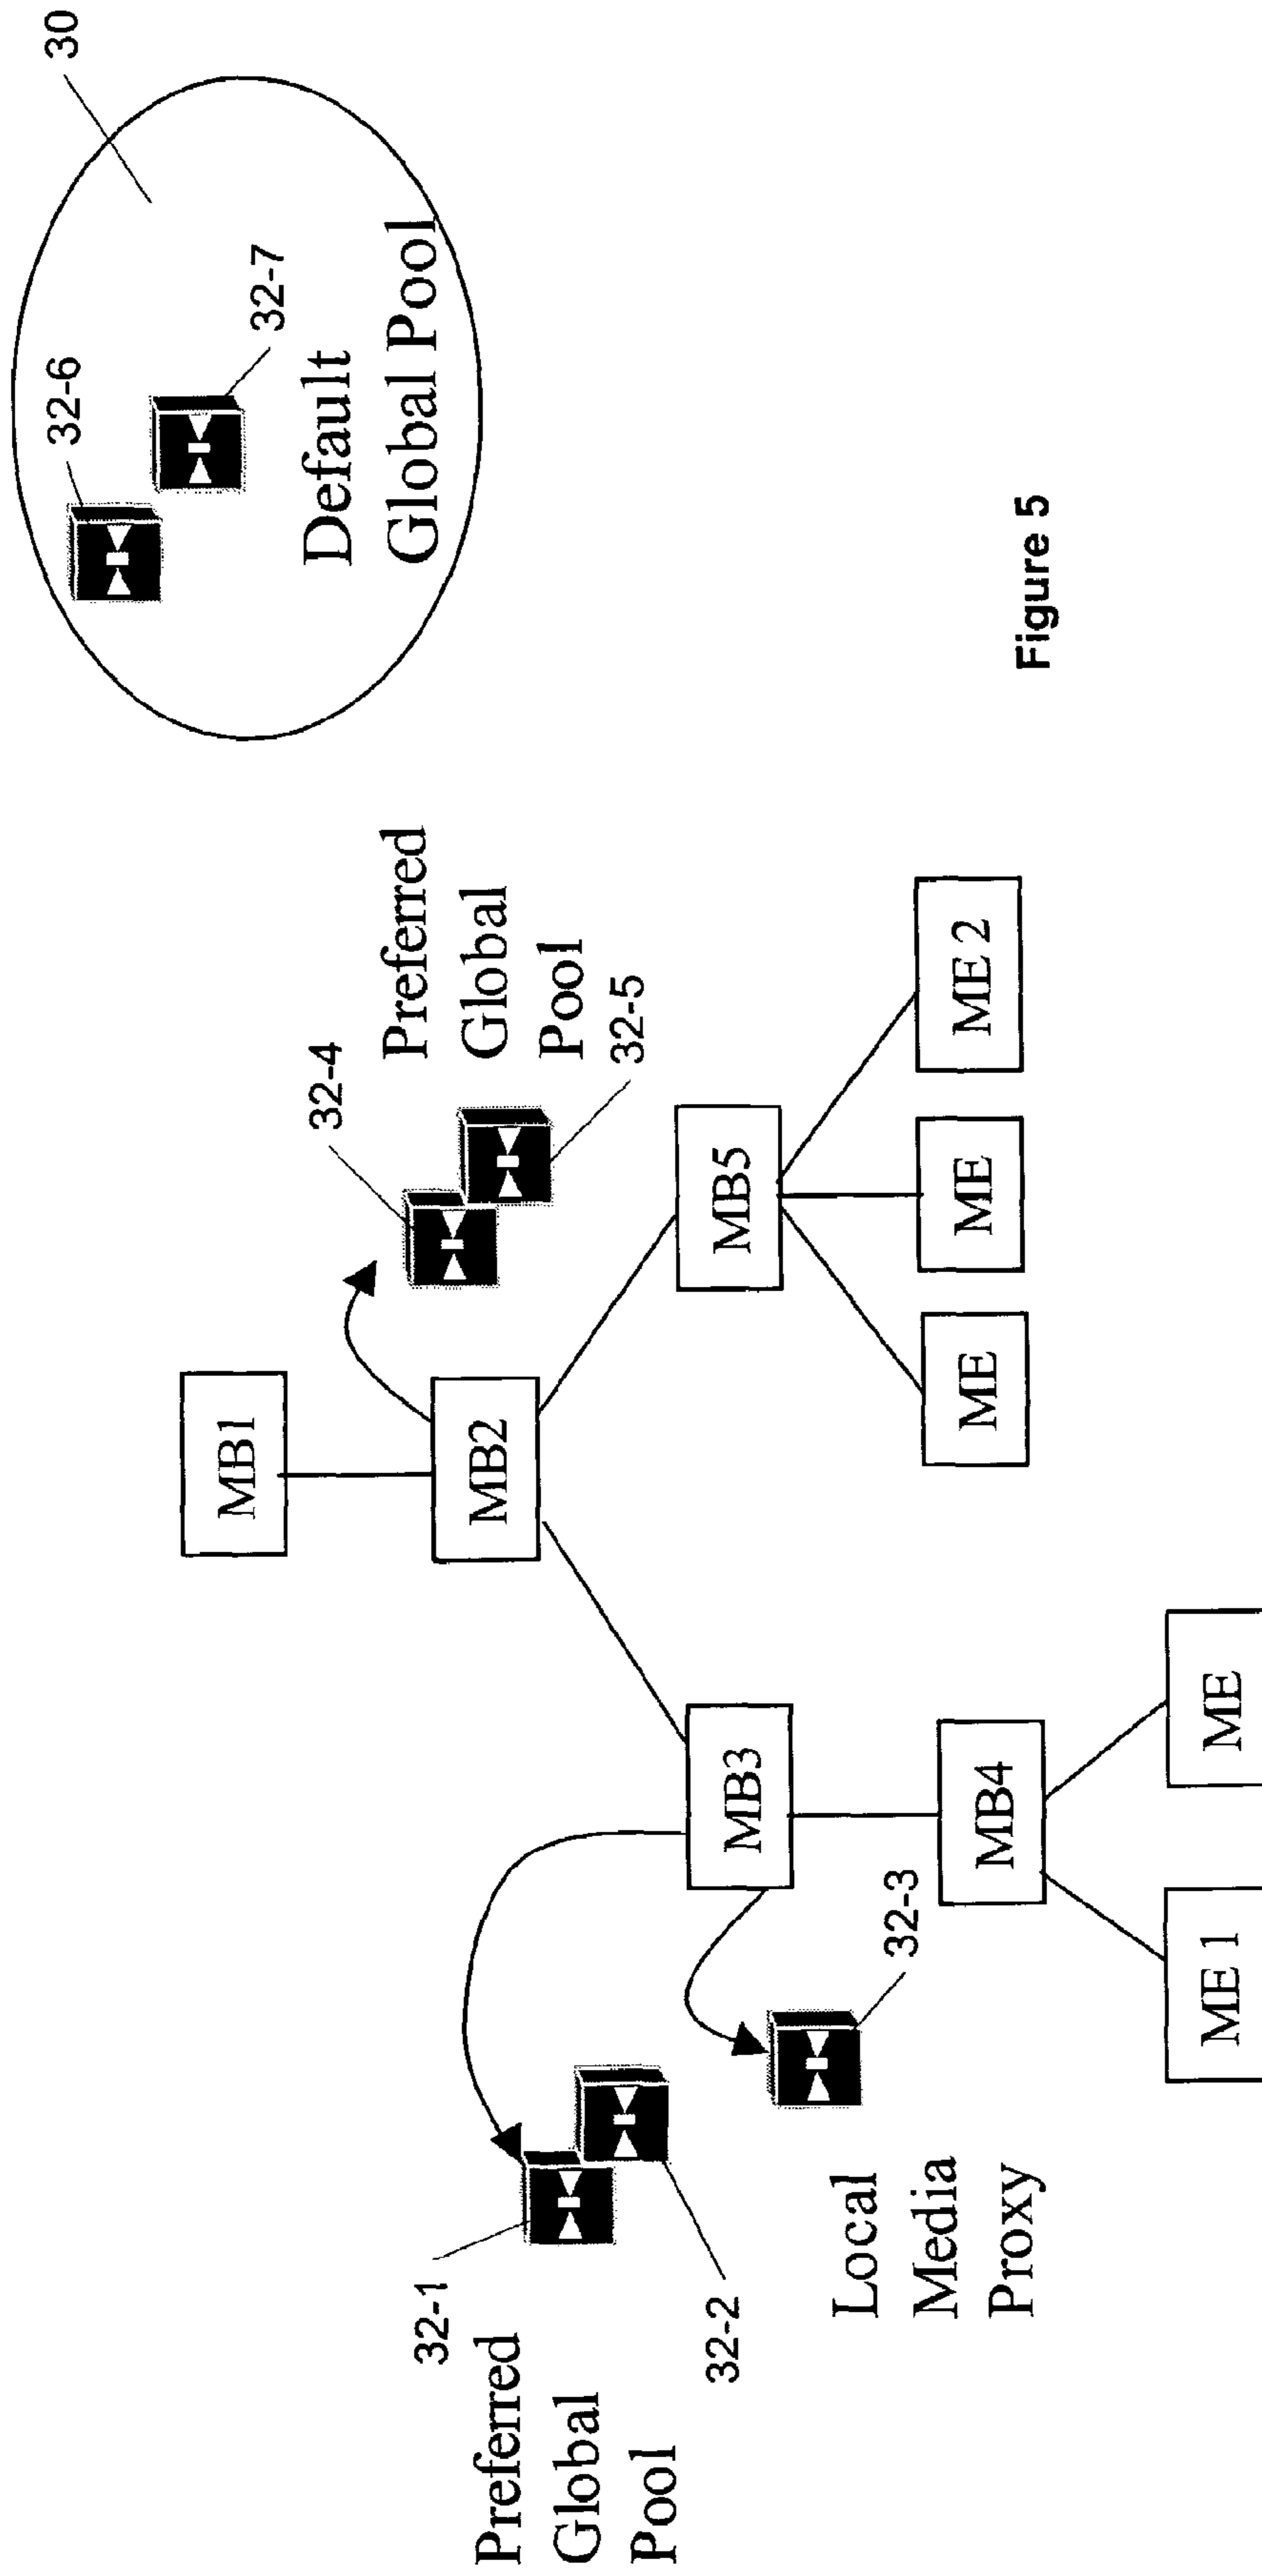 30
32-6
32-7
Default
Global Pool
MB1
32-4
Preferred
Global
Pool
32-5
MB2
32-1
Preferred
Global
Pool
32-2
MB3
MB5
32-3
Local
Media
Proxy
MB4
ME
ME
ME 2
ME 1
ME
Figure 5